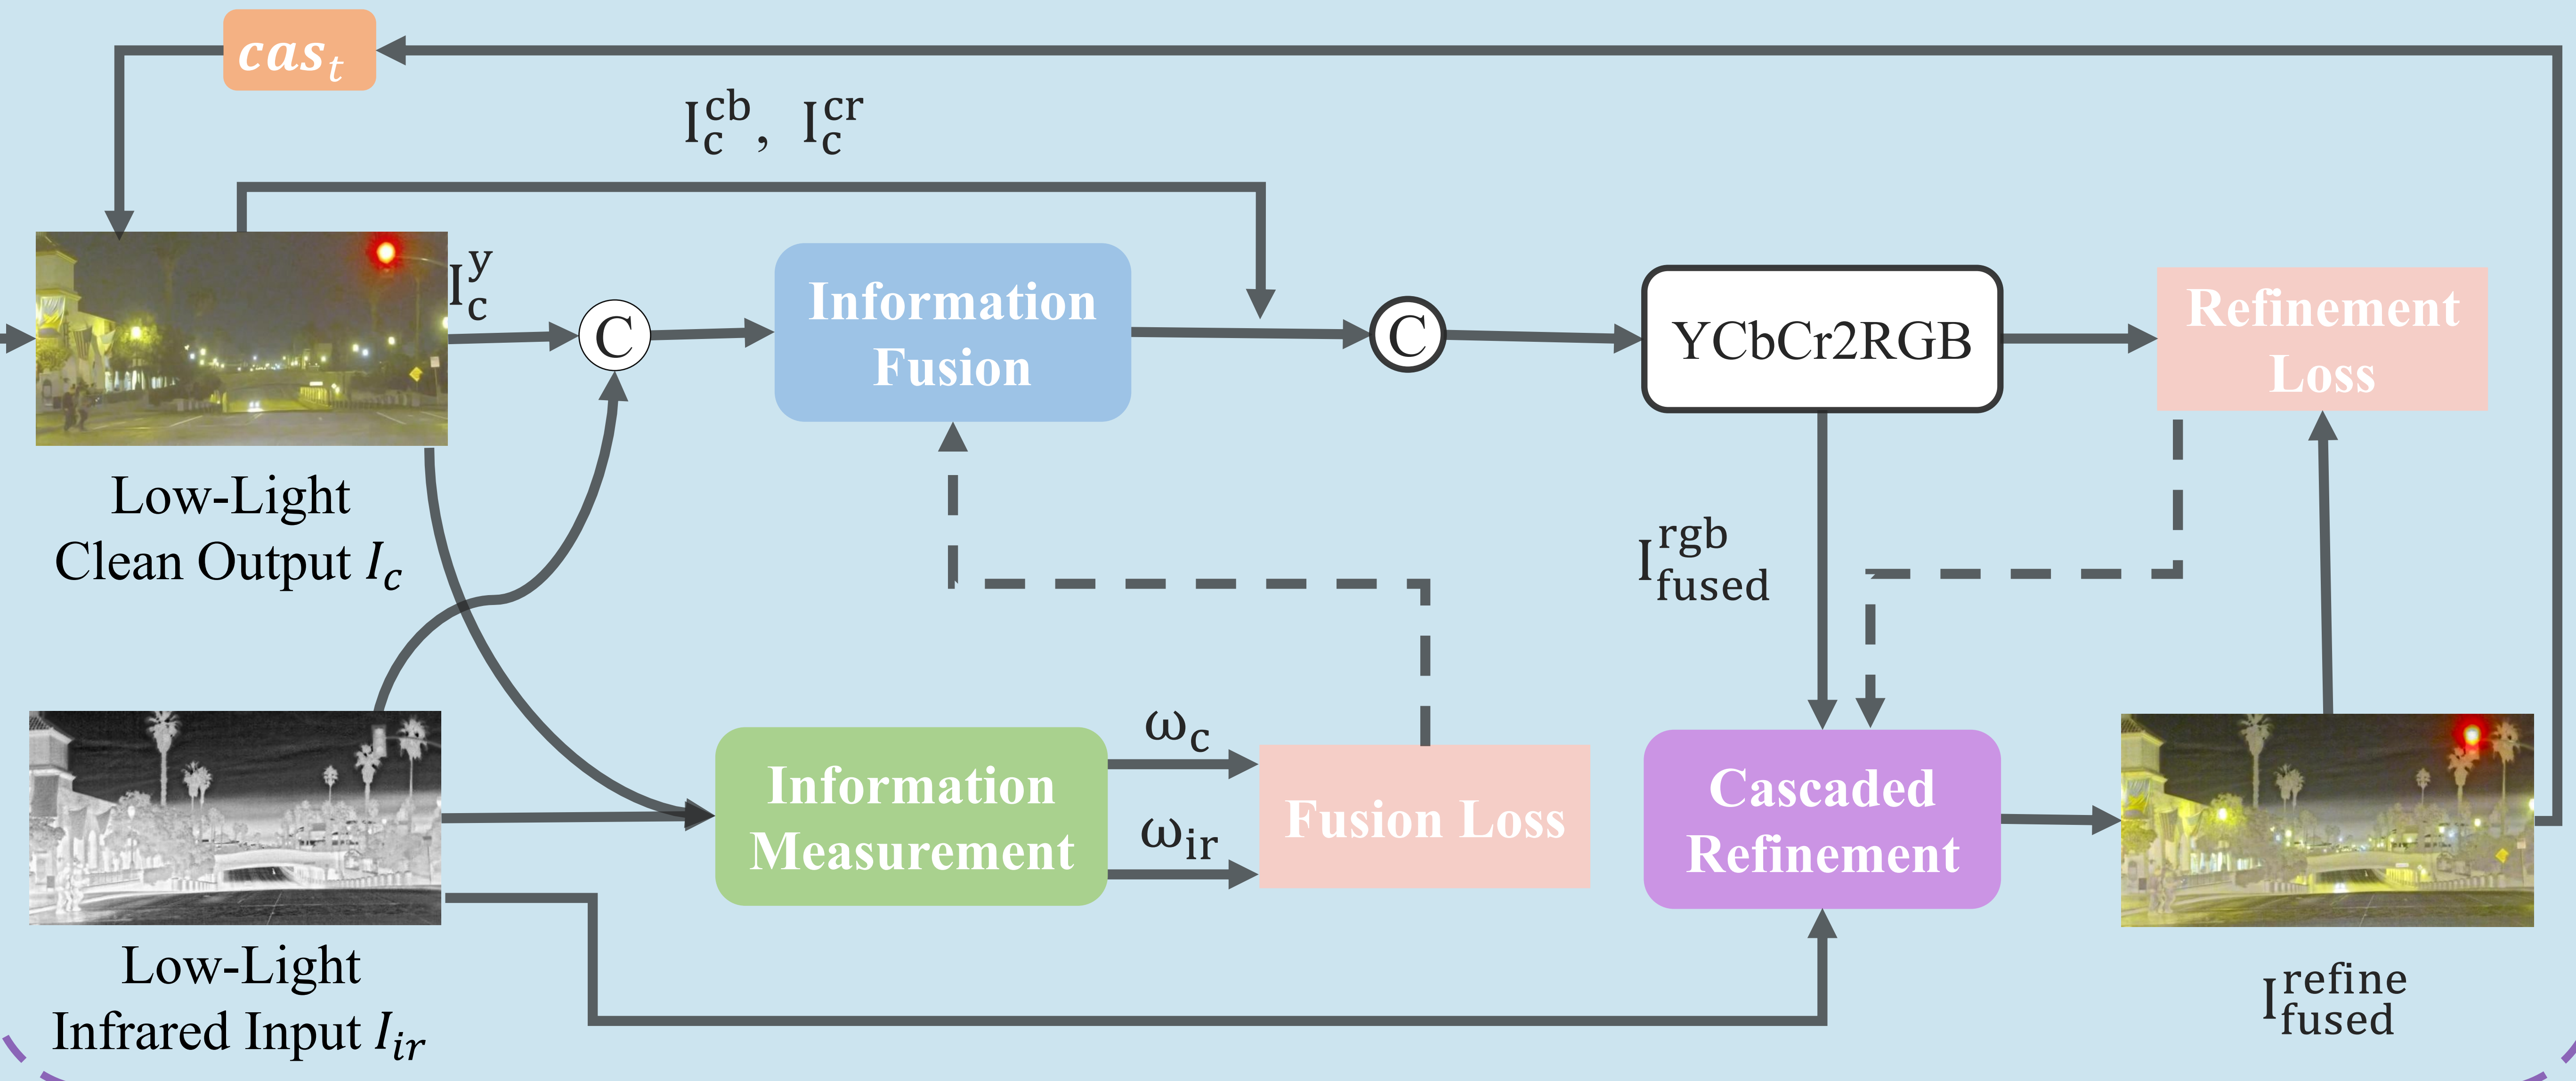 cas_t
I_c^cb, I_c^cr
I_c^y
C
Information
Fusion
C
YCbCr2RGB
Refinement
Loss
Low-Light
Clean Output I_c
I_fused^rgb
Information
Measurement
ω_c
ω_ir
Fusion Loss
Cascaded
Refinement
Low-Light
Infrared Input I_ir
I_fused^refine